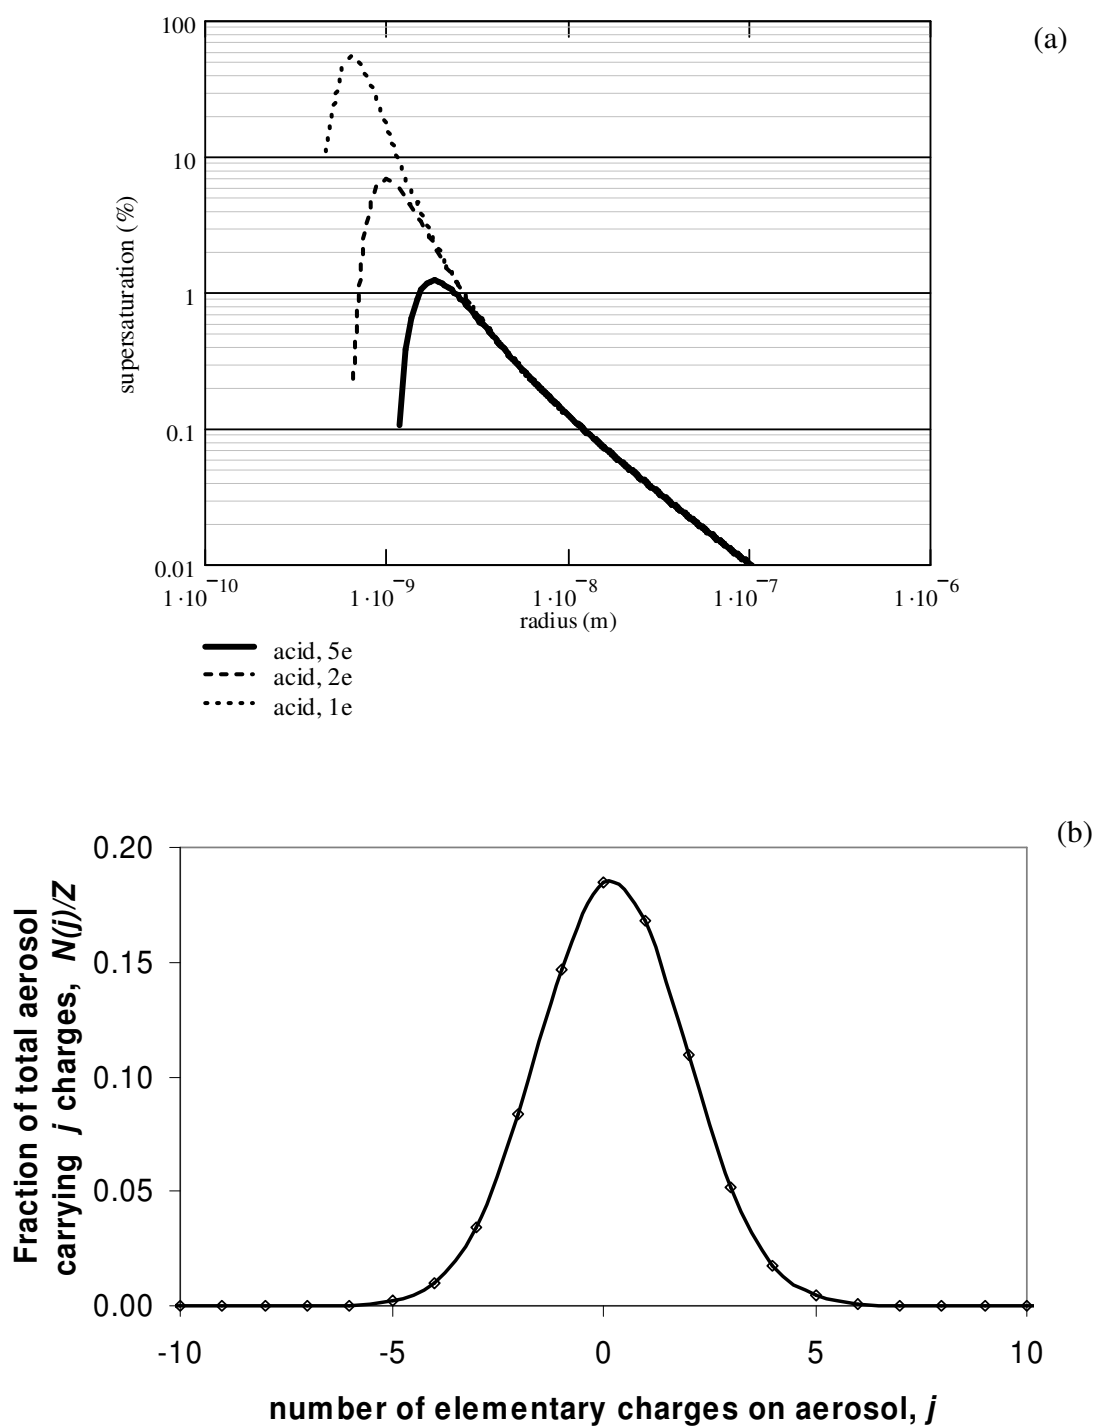 (a)
100
10
1
0.1
0.01
supersaturation (%)
1·10⁻¹⁰
1·10⁻⁹
1·10⁻⁸
1·10⁻⁷
1·10⁻⁶
radius (m)
acid, 5e
acid, 2e
acid, 1e
(b)
0.20
0.15
0.10
0.05
0.00
Fraction of total aerosol
carrying j charges, N(j)/Z
-10
-5
0
5
10
number of elementary charges on aerosol, j